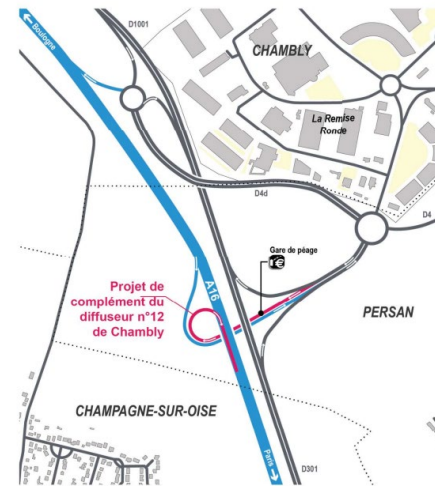 D1001
Boulogne
CHAMBLY
La Remise
Ronde
D4d
D4
Gare de péage
€
Projet de
complément du
diffuseur n°12
de Chambly
A16
PERSAN
CHAMPAGNE-SUR-OISE
Paris
D301